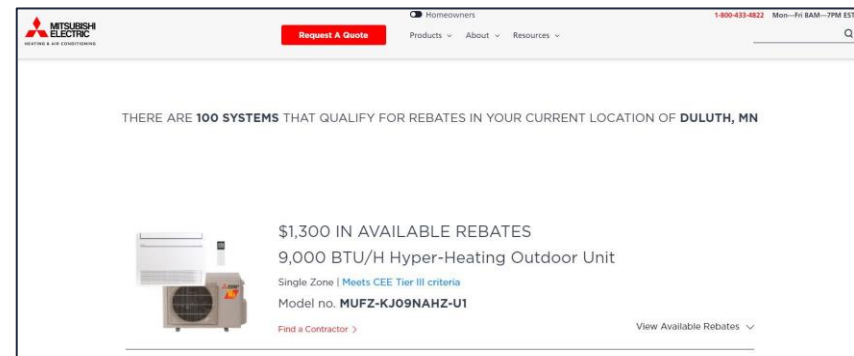 MITSUBISHI
ELECTRIC
HEATING & AIR CONDITIONING
Homeowners
1-800-433-4822 Mon—Fri 8AM—7PM EST
Request A Quote
Products About Resources
THERE ARE 100 SYSTEMS THAT QUALIFY FOR REBATES IN YOUR CURRENT LOCATION OF DULUTH, MN
$1,300 IN AVAILABLE REBATES
9,000 BTU/H Hyper-Heating Outdoor Unit
Single Zone | Meets CEE Tier III criteria
Model no. MUFZ-KJ09NAHZ-U1
Find a Contractor >
View Available Rebates